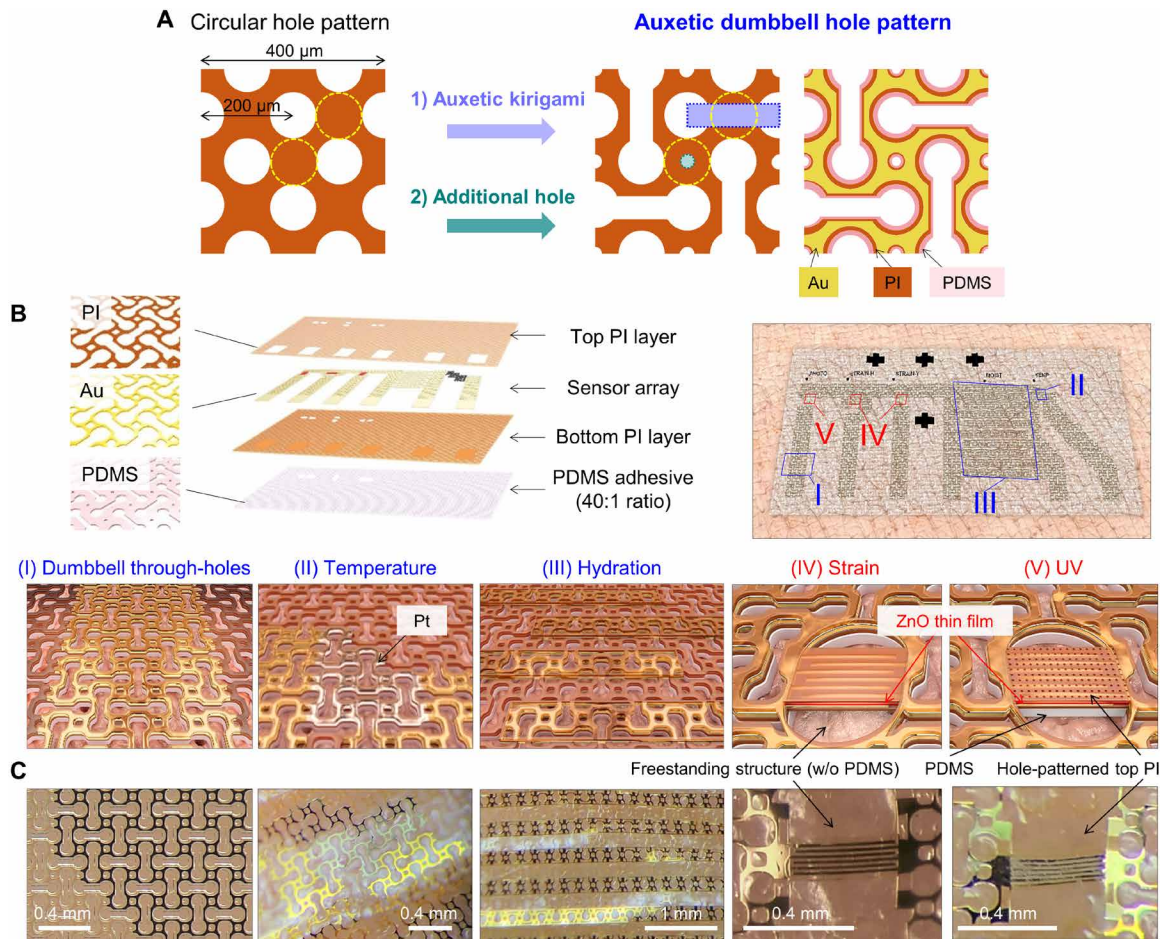 A
Circular hole pattern
Auxetic dumbbell hole pattern
400 µm
200 µm
1) Auxetic kirigami
2) Additional hole
Au
PI
PDMS
B
PI
Au
PDMS
Top PI layer
Sensor array
Bottom PI layer
PDMS adhesive
(40:1 ratio)
PHOTO
STRAIN-H
STRAIN-V
MOIST
TEMP
II
V
IV
I
III
(I) Dumbbell through-holes
(II) Temperature
(III) Hydration
(IV) Strain
(V) UV
Pt
ZnO thin film
Freestanding structure (w/o PDMS)
PDMS
Hole-patterned top PI
C
0.4 mm
0.4 mm
1 mm
0.4 mm
0.4 mm